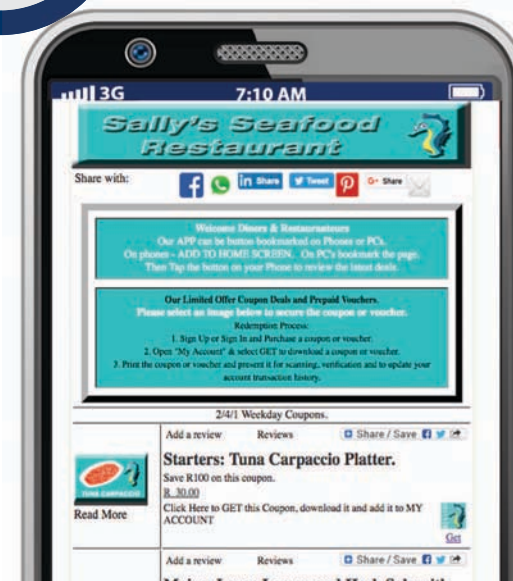 3G
7:10 AM
Sally's Seafood
Restaurant
Share with:
in Share
Tweet
G+ Share
Welcome Diners & Restauranteurs
Our APP can be button bookmarked on Phones or PCs.
On phones - ADD TO HOME SCREEN. On PC's bookmark the page.
Then Tap the button on your Phone to review the latest deals.
Our Limited Offer Coupon Deals and Prepaid Vouchers.
Please select an image below to secure the coupon or voucher.
Redemption Process:
1. Sign Up or Sign In and Purchase a coupon or voucher.
2. Open "My Account" & select GET to download a coupon or voucher.
3. Print the coupon or voucher and present it for scanning, verification and to update your
account transaction history.
2/4/1 Weekday Coupons.
Add a review Reviews Share / Save
Starters: Tuna Carpaccio Platter.
Save R100 on this coupon.
R 30.00
TUNA CARPACCIO
Read More
Click Here to GET this Coupon, download it and add it to MY
ACCOUNT
Get
Add a review Reviews Share / Save